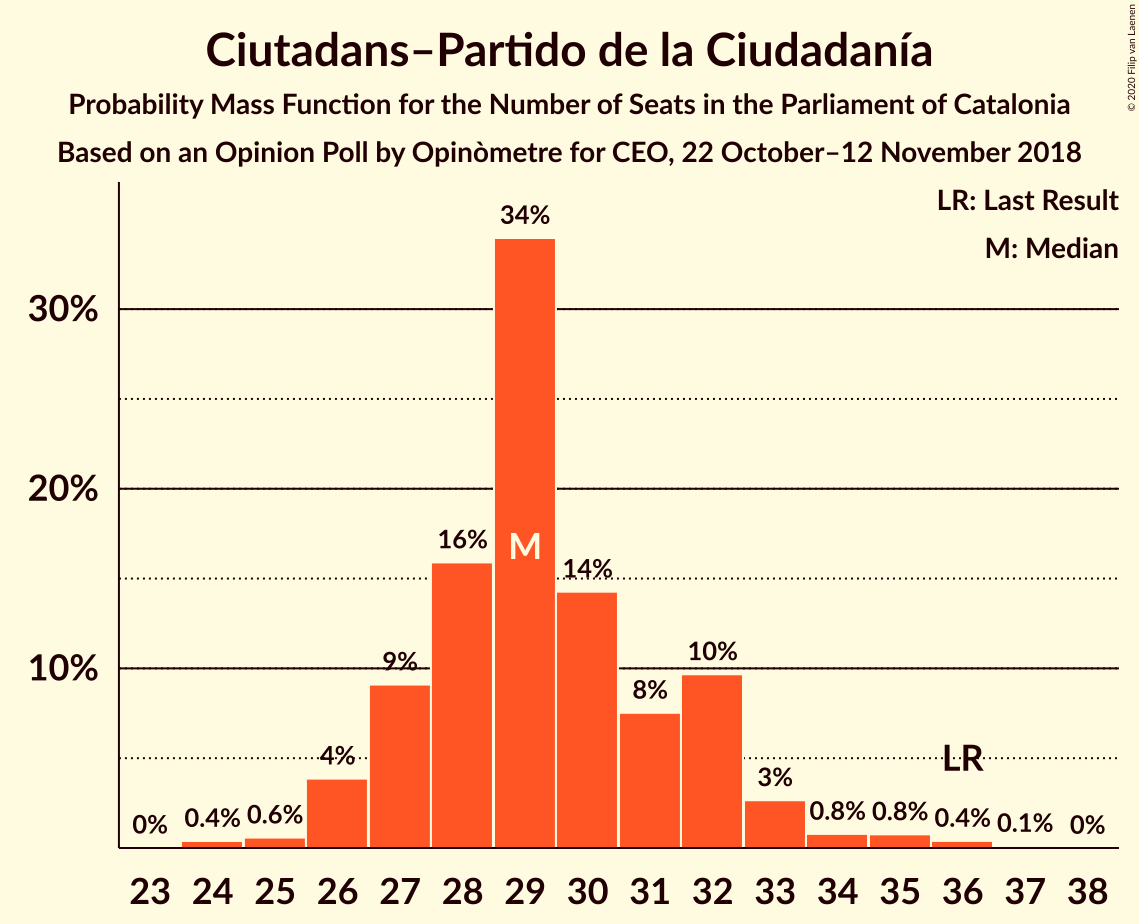 Ciutadans–Partido de la Ciudadanía
Probability Mass Function for the Number of Seats in the Parliament of Catalonia
Based on an Opinion Poll by Opinòmetre for CEO, 22 October–12 November 2018
© 2020 Filip van Laenen
LR: Last Result
M: Median
34%
30%
20%
16%
M
14%
10%
9%
10%
8%
4%
LR
3%
0%
0.4%
0.6%
0.8%
0.8%
0.4%
0.1%
0%
23 24 25 26 27 28 29 30 31 32 33 34 35 36 37 38